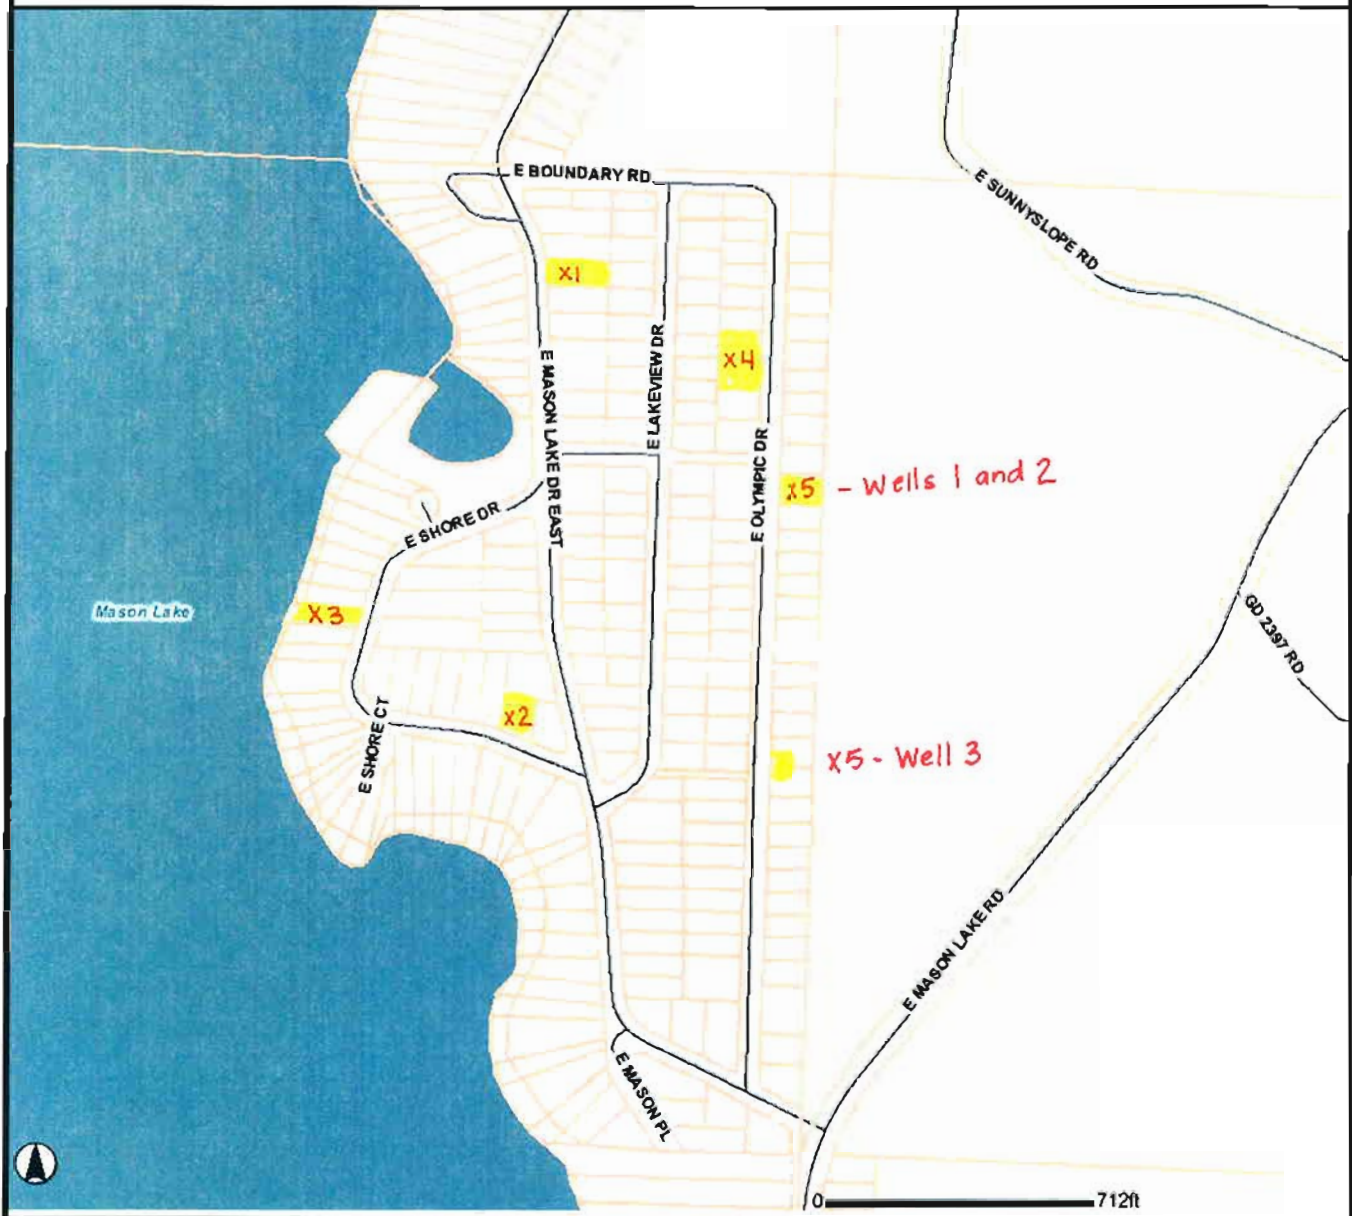 E BOUNDARY RD
E SUNNYSLOPE RD
X1
E MASON LAKE DR EAST
E LAKEVIEW DR
X4
E OLYMPIC DR
X5 - Wells 1 and 2
E SHORE DR
Mason Lake
X3
GD 2397 RD
X2
E SHORE CT
X5 - Well 3
E MASON LAKE RD
E MASON PL
0 712ft